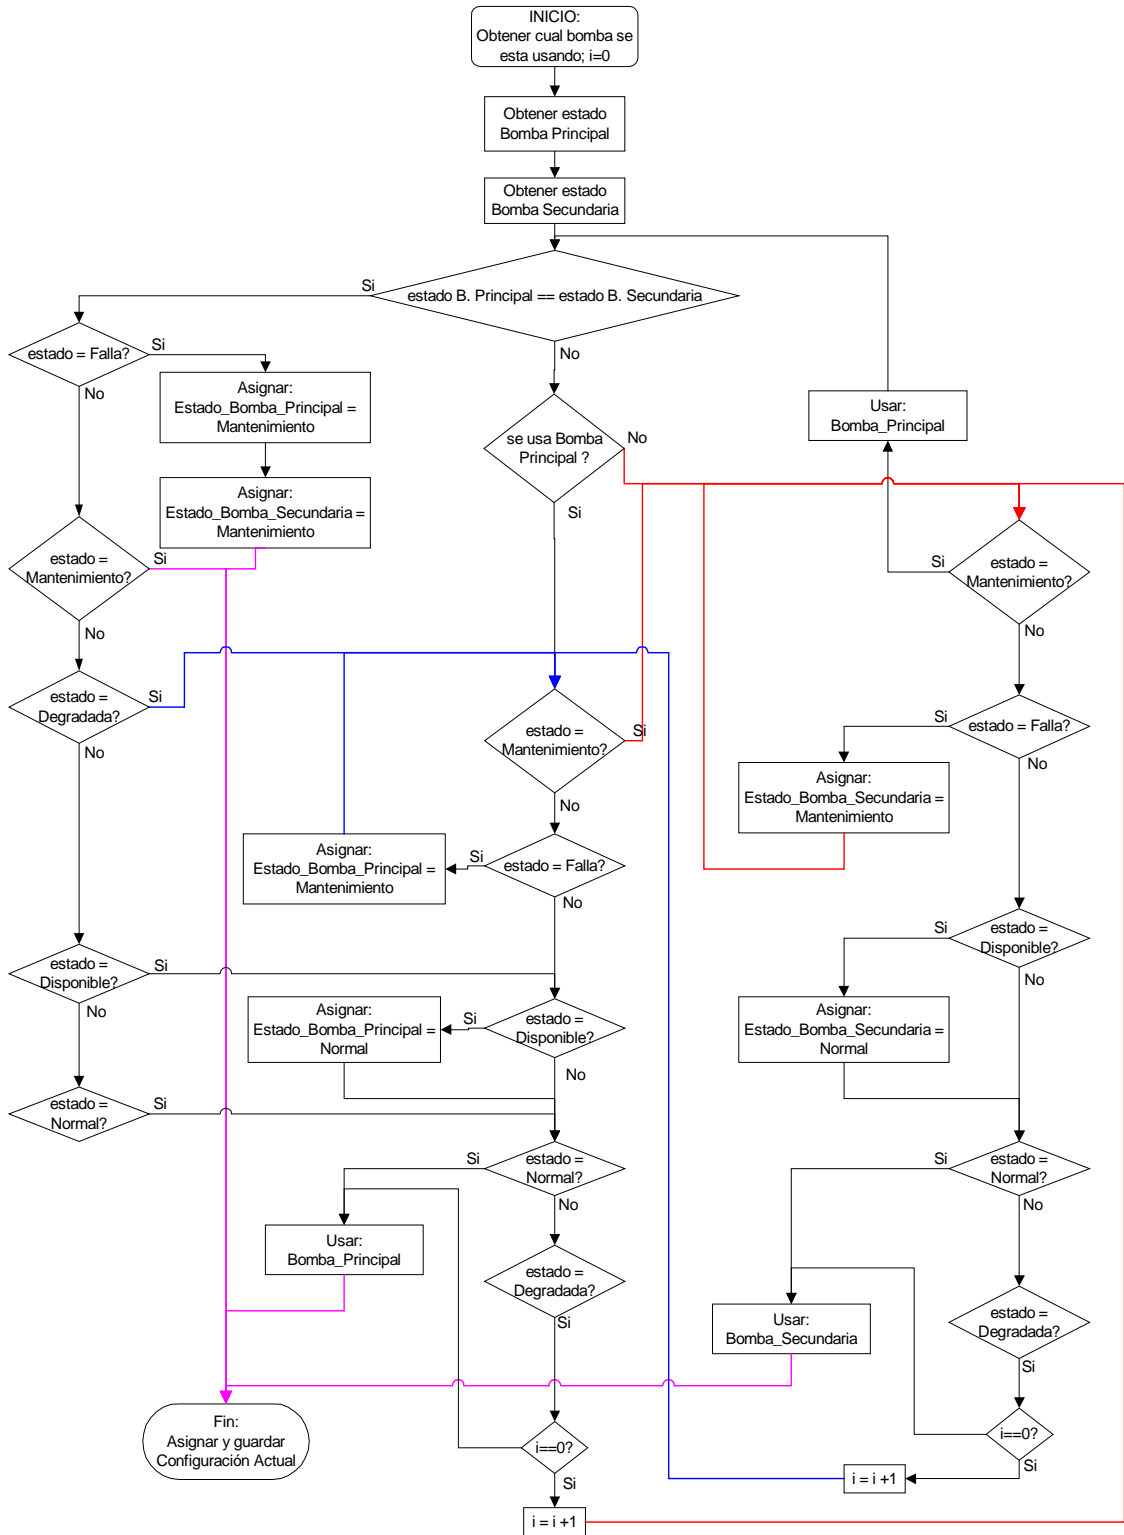 INICIO:
Obtener cual bomba se
esta usando; i=0
Obtener estado
Bomba Principal
Obtener estado
Bomba Secundaria
estado B. Principal == estado B. Secundaria
Si
No
estado = Falla?
Si
No
Asignar:
Estado_Bomba_Principal =
Mantenimiento
Asignar:
Estado_Bomba_Secundaria =
Mantenimiento
estado =
Mantenimiento?
Si
No
estado =
Degradada?
Si
No
estado =
Disponible?
Si
No
estado =
Normal?
Si
se usa Bomba
Principal ?
No
Si
estado =
Mantenimiento?
Si
No
estado = Falla?
Si
No
Asignar:
Estado_Bomba_Principal =
Mantenimiento
estado =
Disponible?
Si
No
Asignar:
Estado_Bomba_Principal =
Normal
estado =
Normal?
Si
No
Usar:
Bomba_Principal
estado =
Degradada?
Si
i==0?
Si
i = i +1
Usar:
Bomba_Principal
estado =
Mantenimiento?
Si
No
estado = Falla?
Si
No
Asignar:
Estado_Bomba_Secundaria =
Mantenimiento
estado =
Disponible?
Si
No
Asignar:
Estado_Bomba_Secundaria =
Normal
estado =
Normal?
Si
No
Usar:
Bomba_Secundaria
estado =
Degradada?
Si
i==0?
Si
i = i +1
Fin:
Asignar y guardar
Configuración Actual